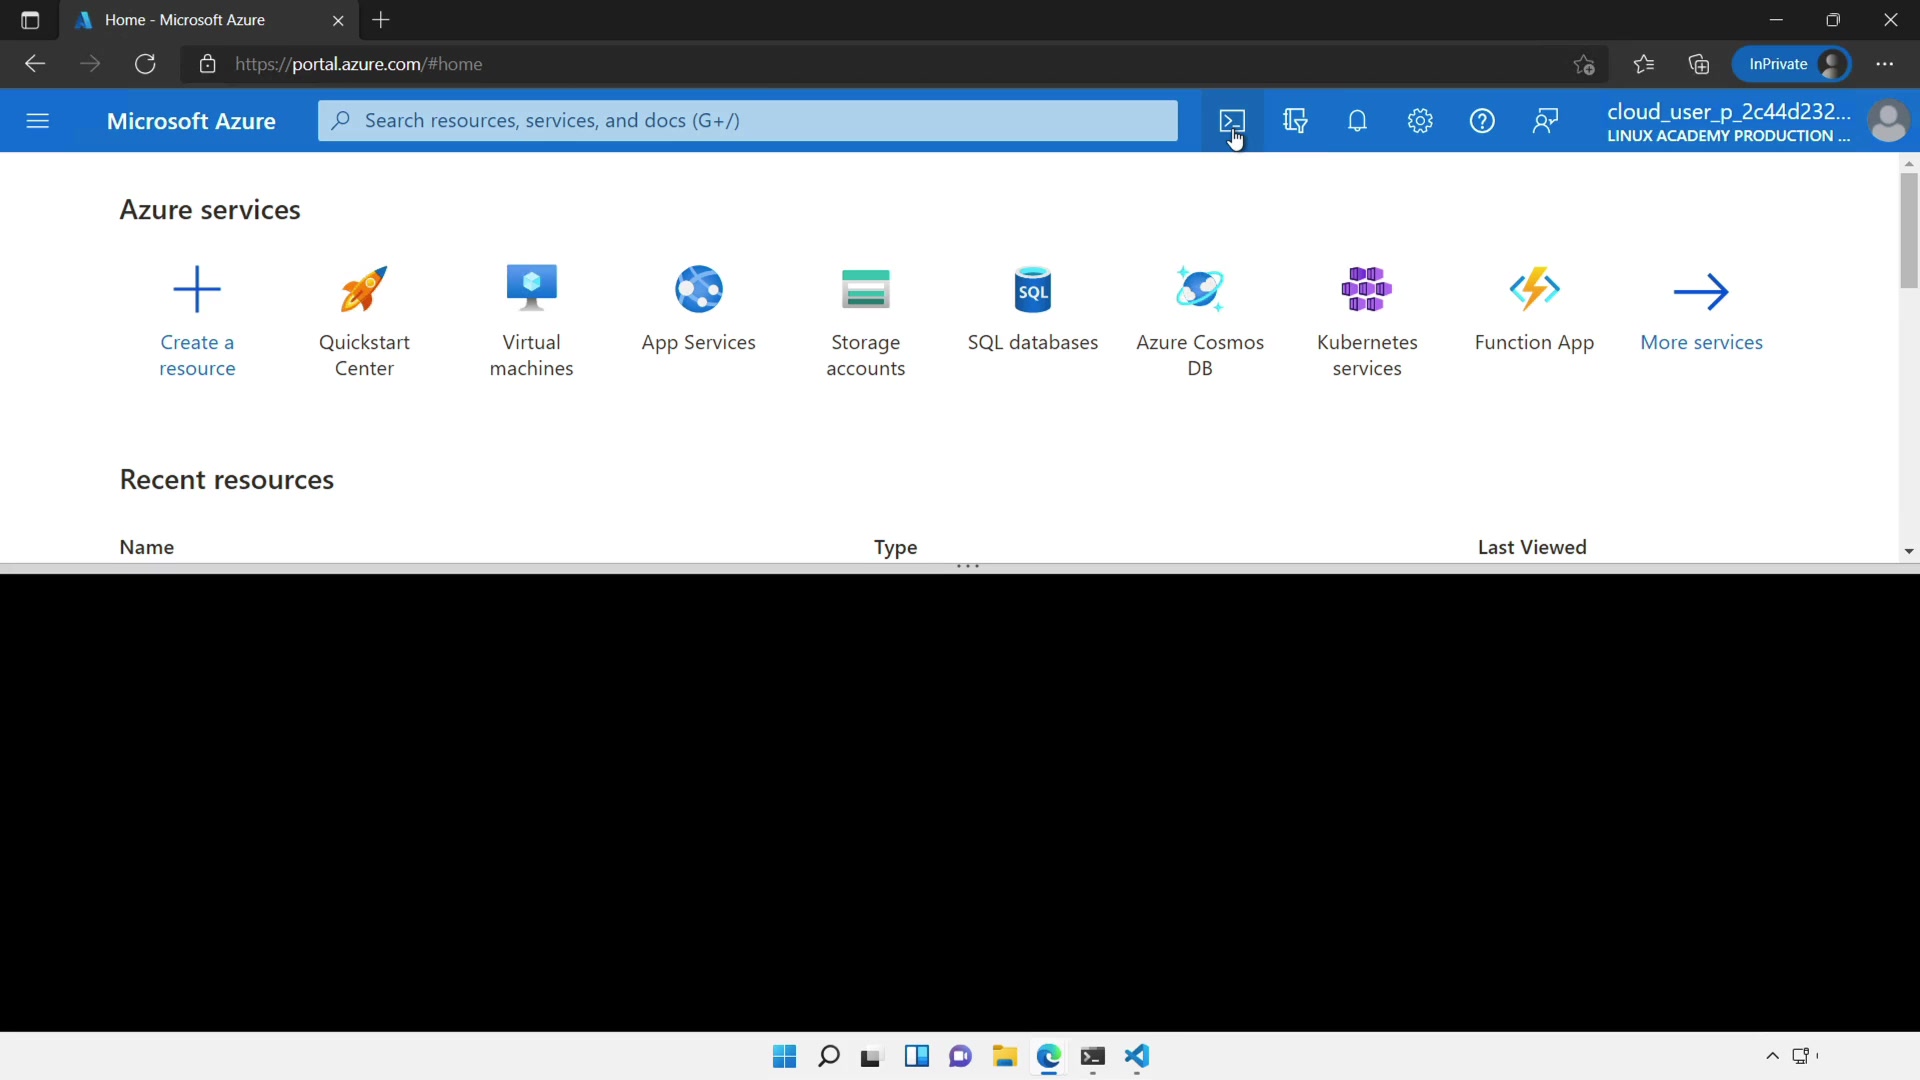 Home - Microsoft Azure
https://portal.azure.com/#home
InPrivate
Microsoft Azure
Search resources, services, and docs (G+/)
cloud_user_p_2c44d232...
LINUX ACADEMY PRODUCTION ...
Azure services
Create a
resource
Quickstart
Center
Virtual
machines
App Services
Storage
accounts
SQL
SQL databases
Azure Cosmos
DB
Kubernetes
services
Function App
More services
Recent resources
Name
Type
Last Viewed